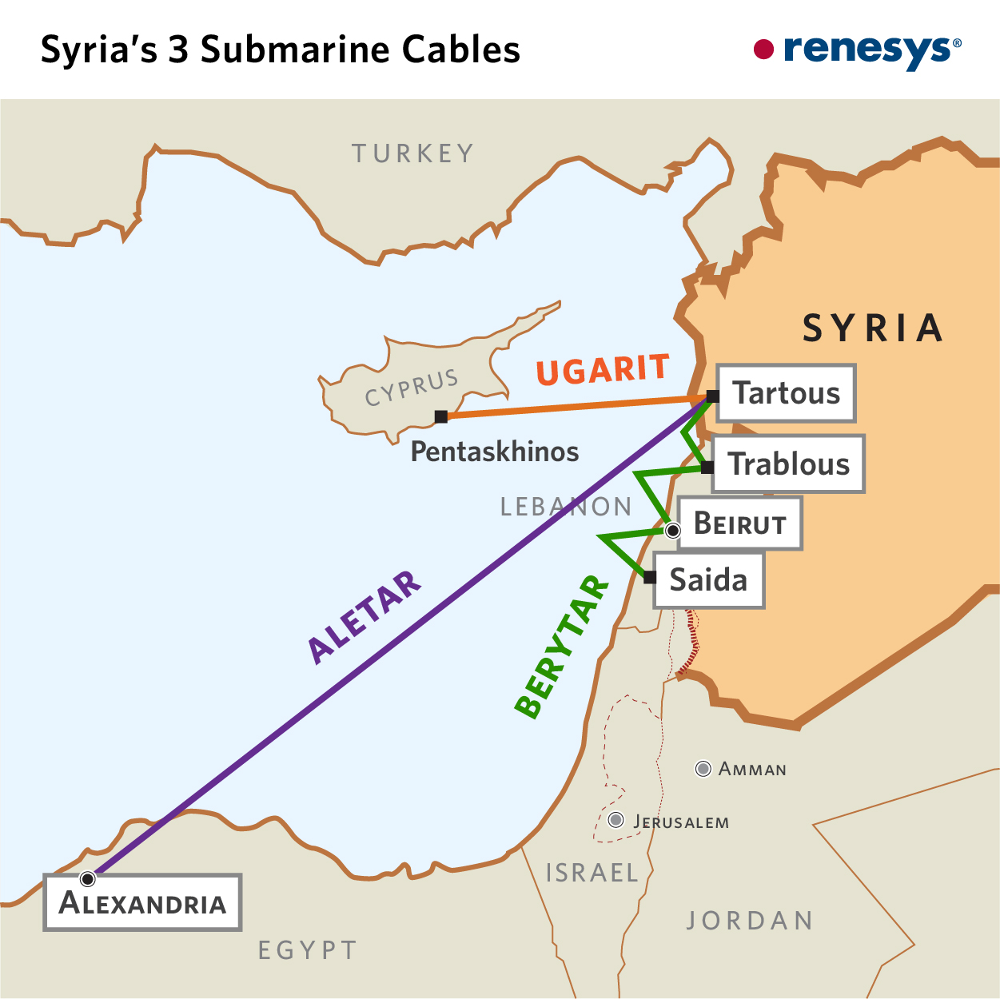 Syria's 3 Submarine Cables
renesys®
TURKEY
SYRIA
CYPRUS
UGARIT
Tartous
Pentaskhinos
Trablous
LEBANON
BEIRUT
Saida
ALETAR
BERYTAR
AMMAN
JERUSALEM
ISRAEL
ALEXANDRIA
JORDAN
EGYPT